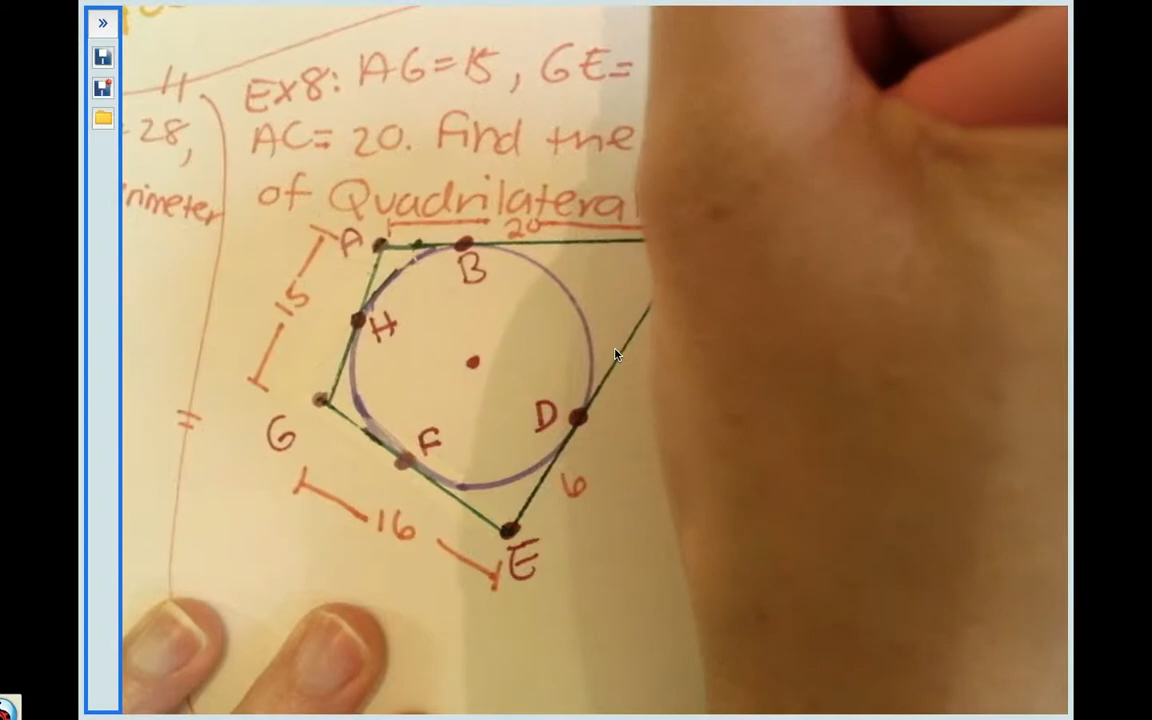 »
Ex8: AG=15, GE=
AC= 20. Find the
of Quadrilateral
28,
rimeter
20
A
B
15
H
G
F
D
6
16
E